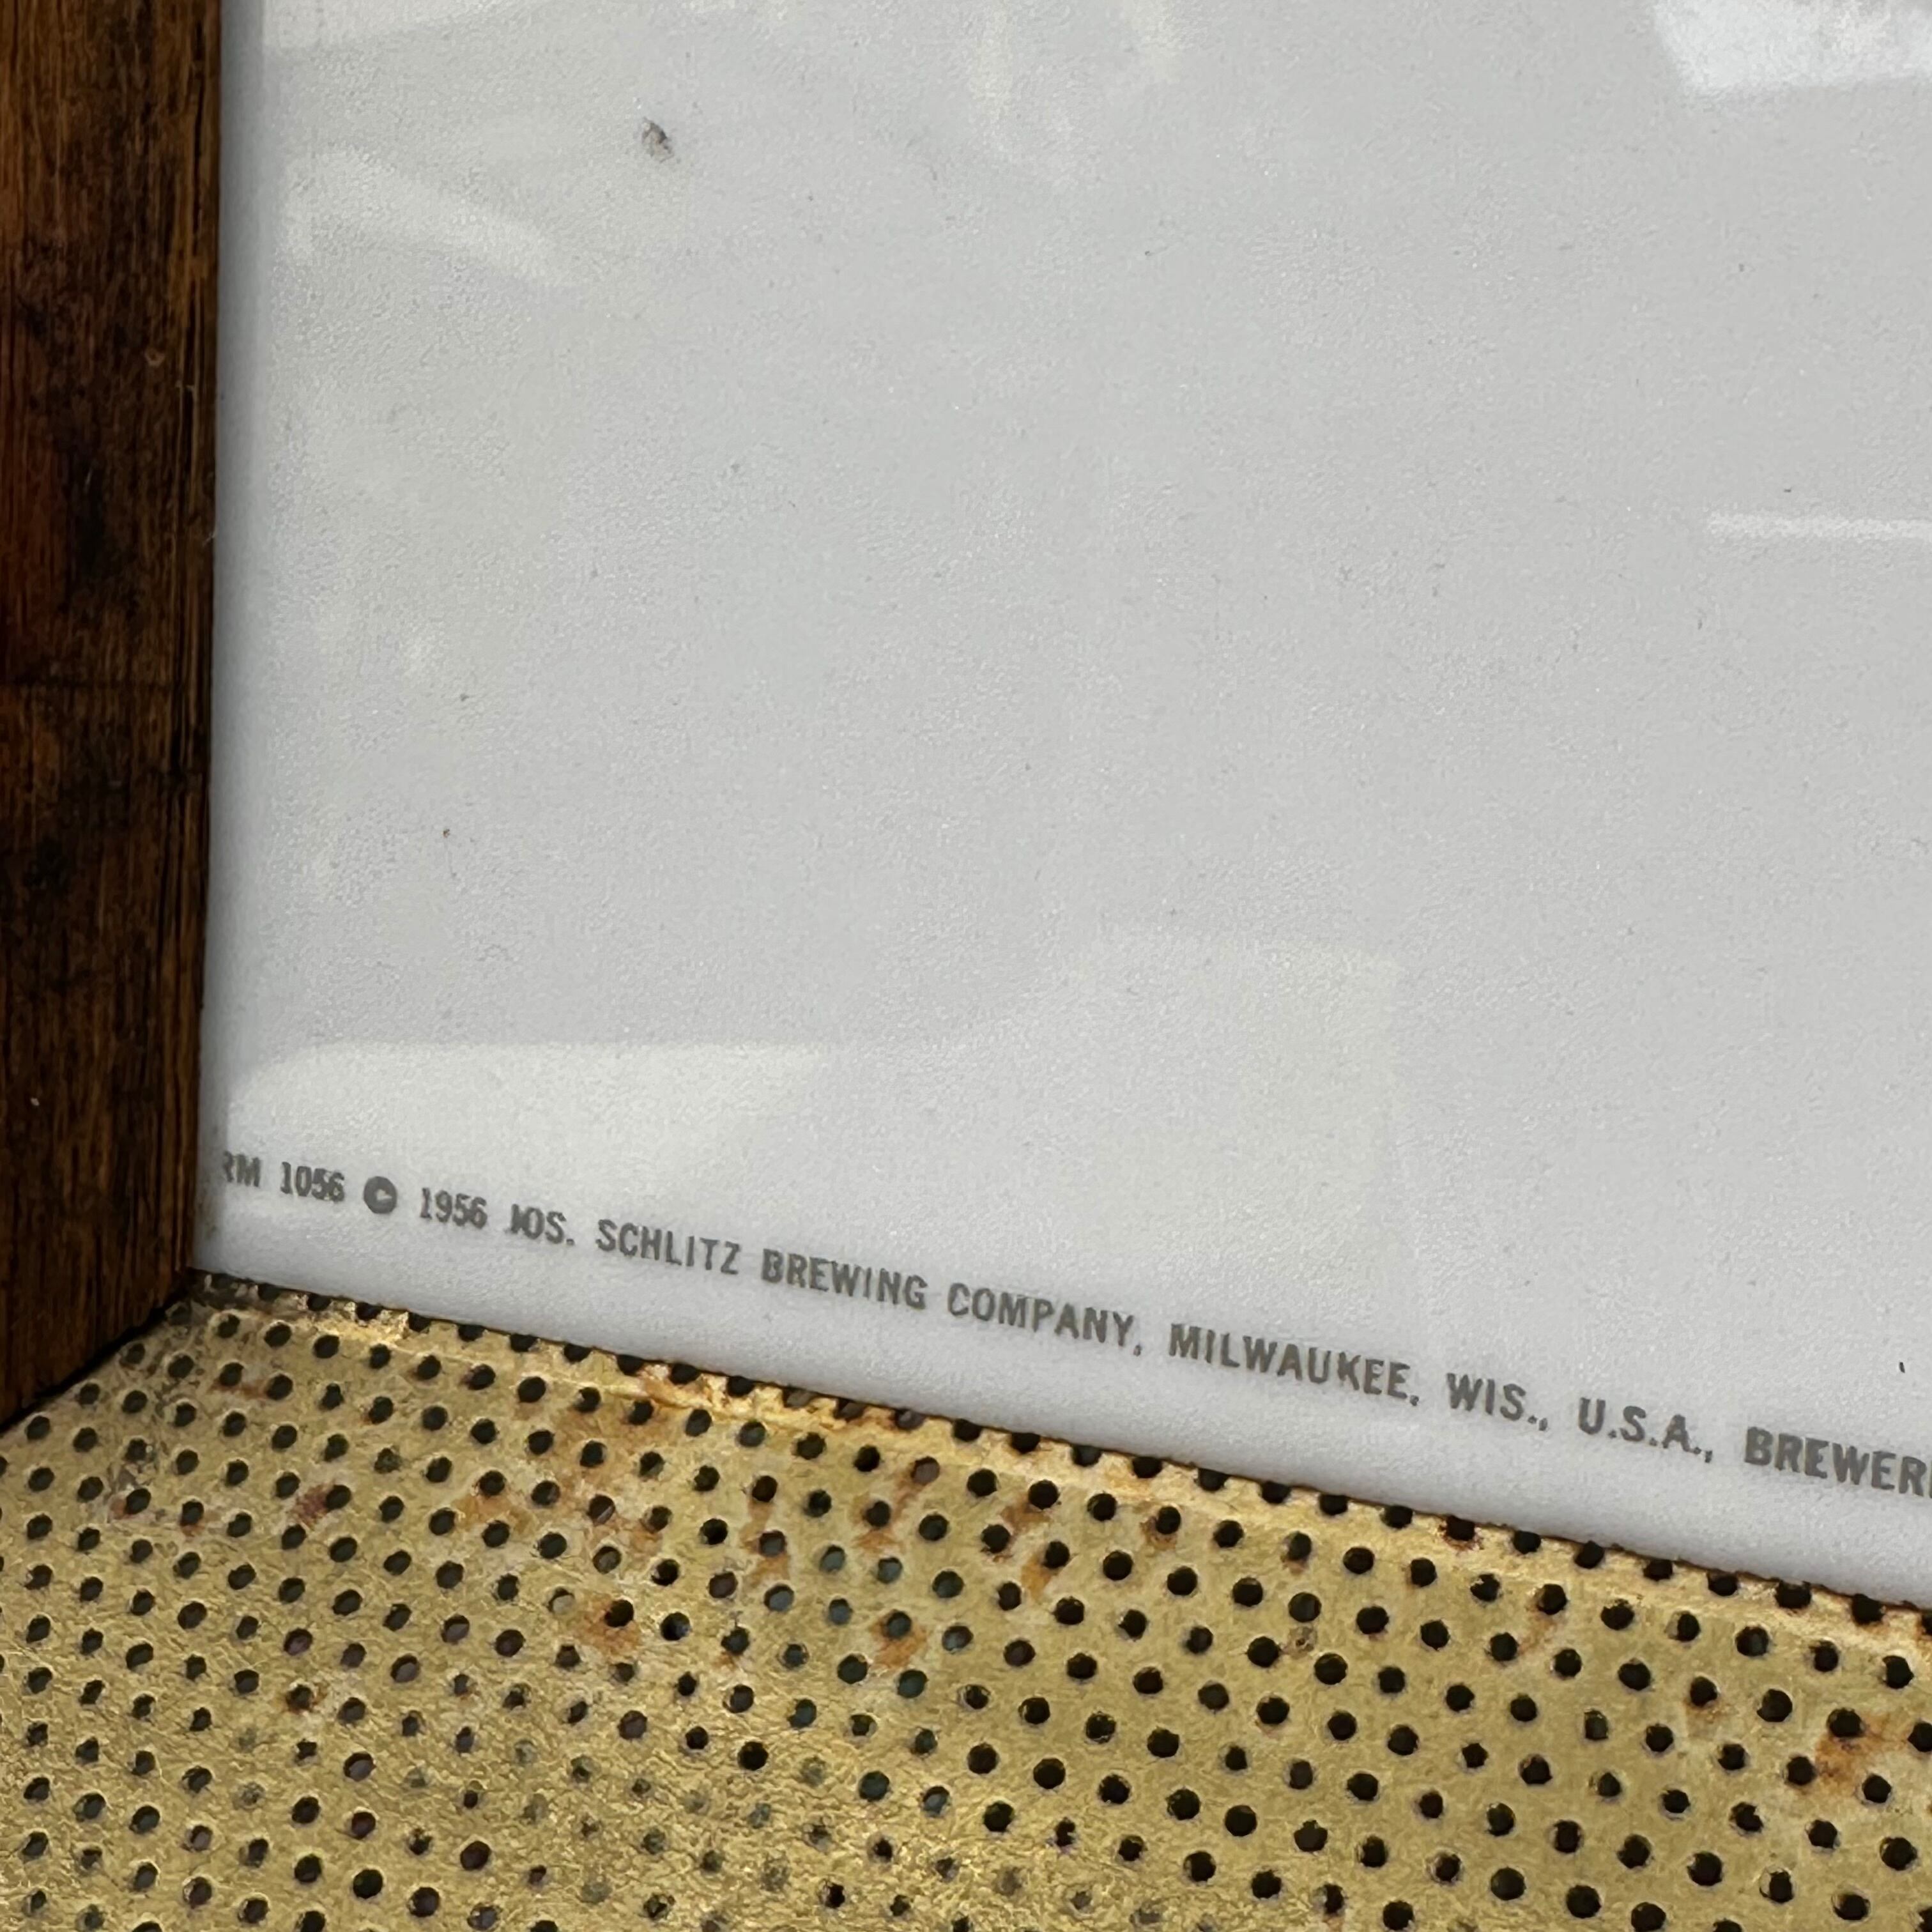 RM 1056 © 1956 JOS. SCHLITZ BREWING COMPANY, MILWAUKEE, WIS., U.S.A., BREWER